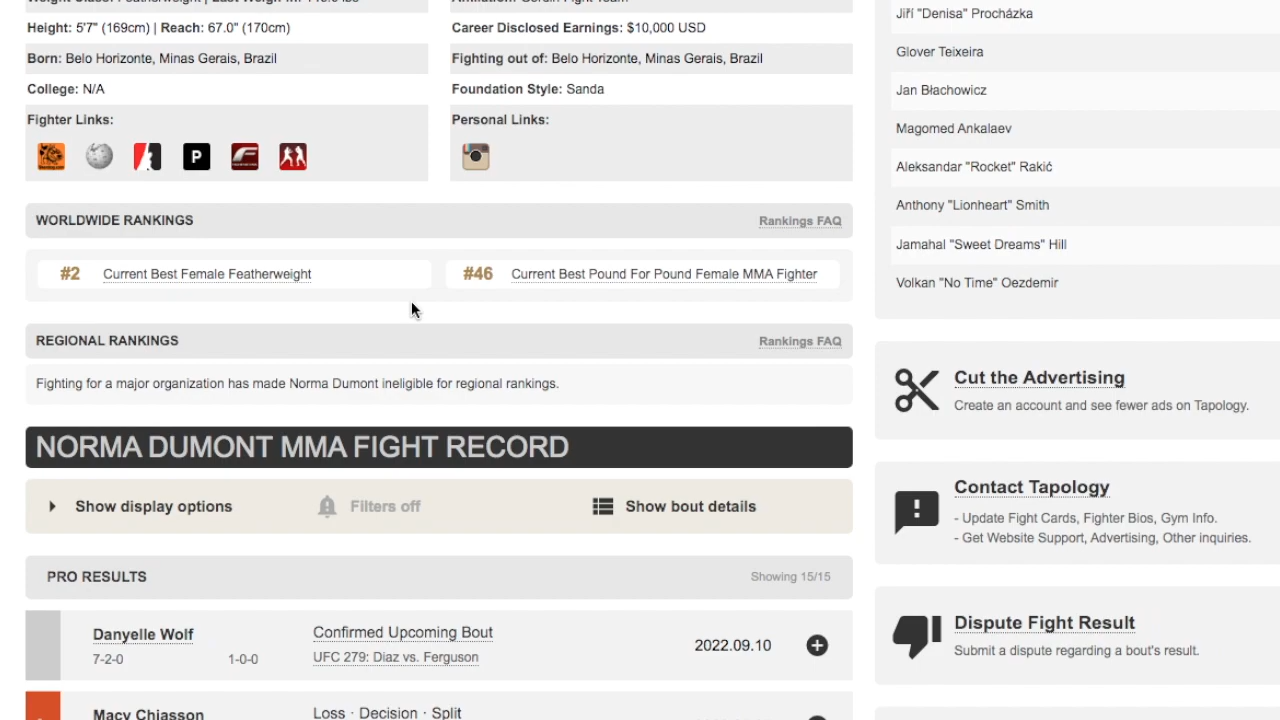 Height: 5'7" (169cm) | Reach: 67.0" (170cm)
Career Disclosed Earnings: $10,000 USD
Born: Belo Horizonte, Minas Gerais, Brazil
Fighting out of: Belo Horizonte, Minas Gerais, Brazil
College: N/A
Foundation Style: Sanda
Fighter Links:
Personal Links:
P
WORLDWIDE RANKINGS
Rankings FAQ
#2 Current Best Female Featherweight
#46 Current Best Pound For Pound Female MMA Fighter
REGIONAL RANKINGS
Rankings FAQ
Fighting for a major organization has made Norma Dumont ineligible for regional rankings.
NORMA DUMONT MMA FIGHT RECORD
Show display options
Filters off
Show bout details
PRO RESULTS
Showing 15/15
Danyelle Wolf
7-2-0
1-0-0
Confirmed Upcoming Bout
UFC 279: Diaz vs. Ferguson
2022.09.10
Macy Chiasson
Loss · Decision · Split
Jiří "Denisa" Procházka
Glover Teixeira
Jan Błachowicz
Magomed Ankalaev
Aleksandar "Rocket" Rakić
Anthony "Lionheart" Smith
Jamahal "Sweet Dreams" Hill
Volkan "No Time" Oezdemir
Cut the Advertising
Create an account and see fewer ads on Tapology.
Contact Tapology
- Update Fight Cards, Fighter Bios, Gym Info.
- Get Website Support, Advertising, Other inquiries.
Dispute Fight Result
Submit a dispute regarding a bout's result.